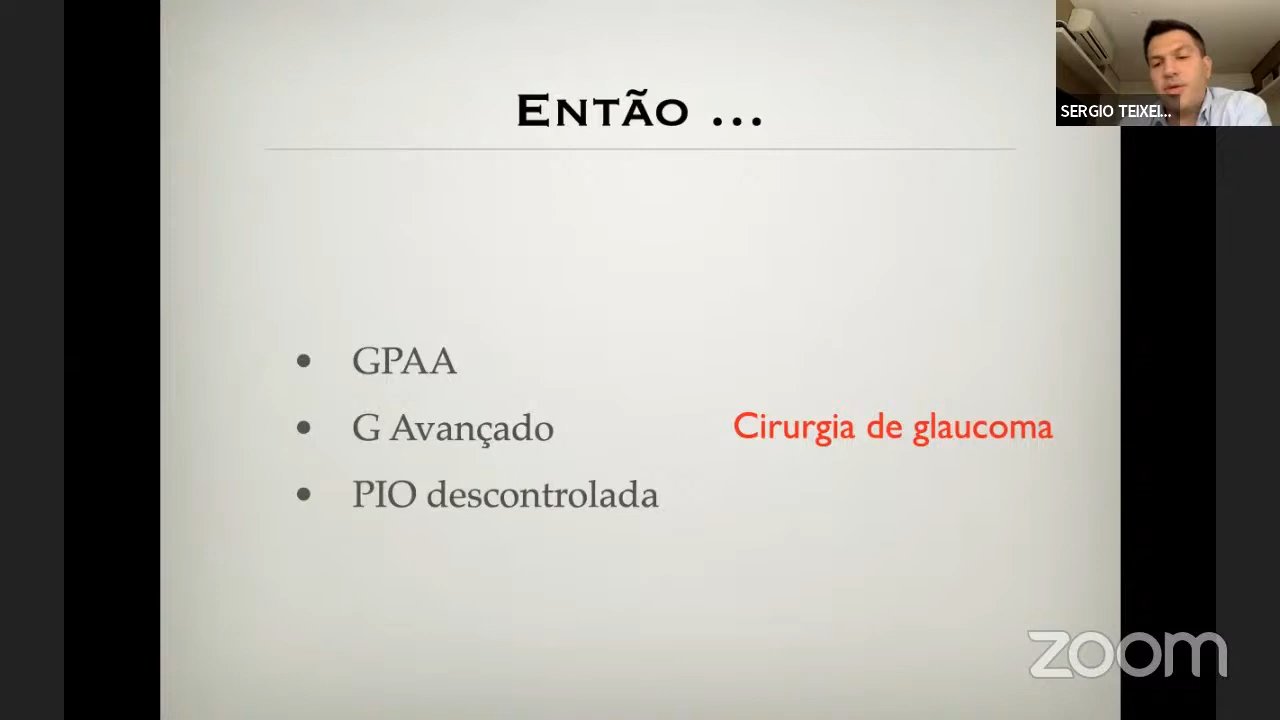 ENTÃO ...
SERGIO TEIXEI...
• GPAA
• G Avançado
Cirurgia de glaucoma
• PIO descontrolada
zoom